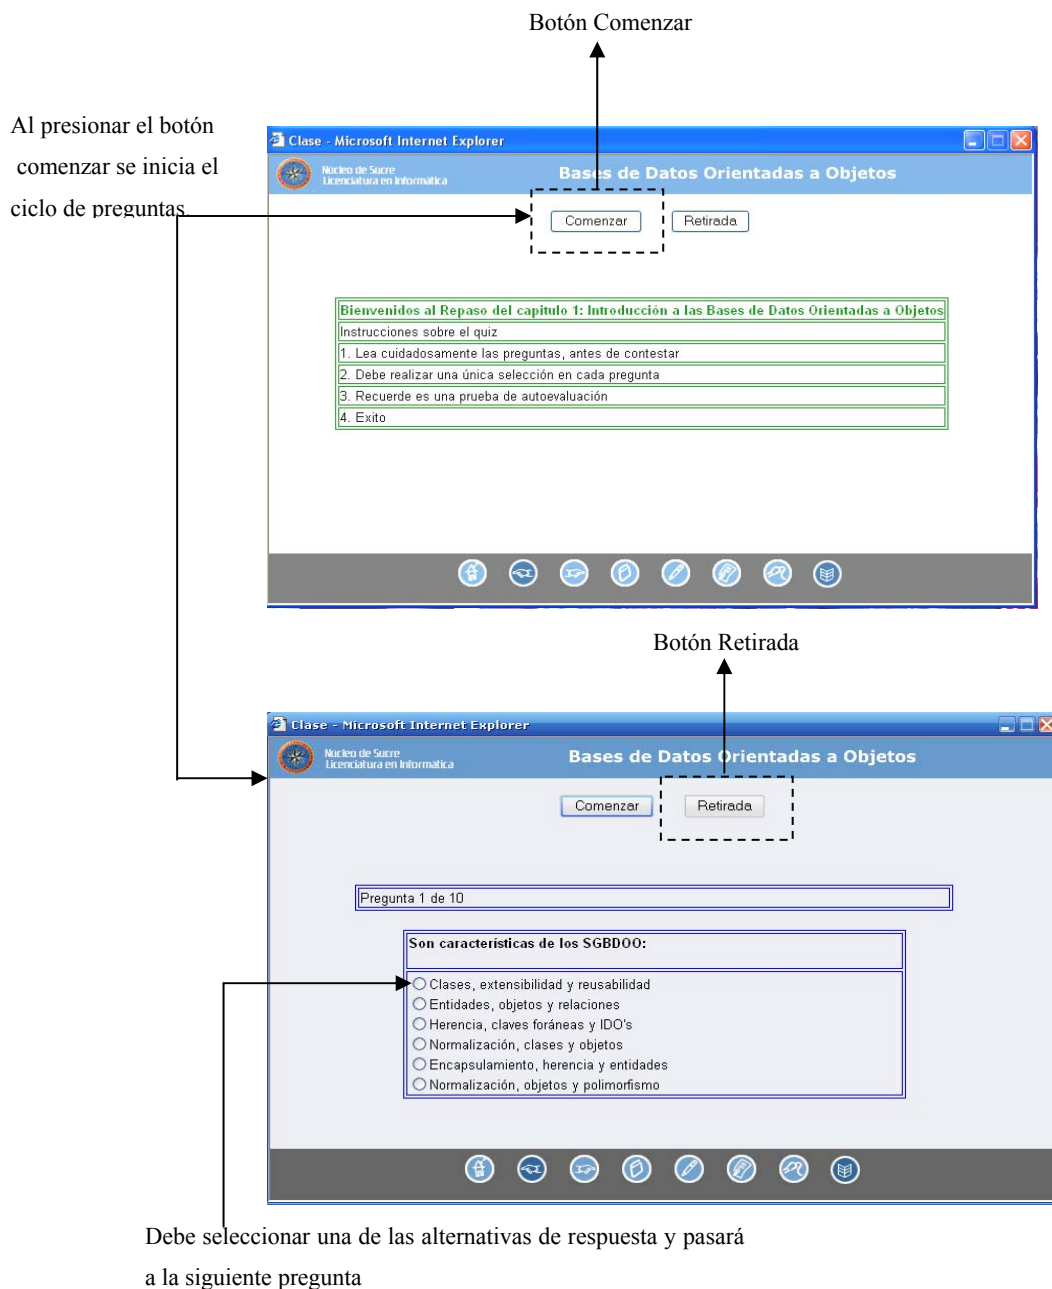 Botón Comenzar
Al presionar el botón
comenzar se inicia el
ciclo de preguntas.
Clase - Microsoft Internet Explorer
Núcleo de Sucre
Licenciatura en Informática
Bases de Datos Orientadas a Objetos
Comenzar
Retirada
Bienvenidos al Repaso del capitulo 1: Introducción a las Bases de Datos Orientadas a Objetos
Instrucciones sobre el quiz
1. Lea cuidadosamente las preguntas, antes de contestar
2. Debe realizar una única selección en cada pregunta
3. Recuerde es una prueba de autoevaluación
4. Exito
Botón Retirada
Clase - Microsoft Internet Explorer
Núcleo de Sucre
Licenciatura en Informática
Bases de Datos Orientadas a Objetos
Comenzar
Retirada
Pregunta 1 de 10
Son características de los SGBDOO:
Clases, extensibilidad y reusabilidad
Entidades, objetos y relaciones
Herencia, claves foráneas y IDO's
Normalización, clases y objetos
Encapsulamiento, herencia y entidades
Normalización, objetos y polimorfismo
Debe seleccionar una de las alternativas de respuesta y pasará
a la siguiente pregunta